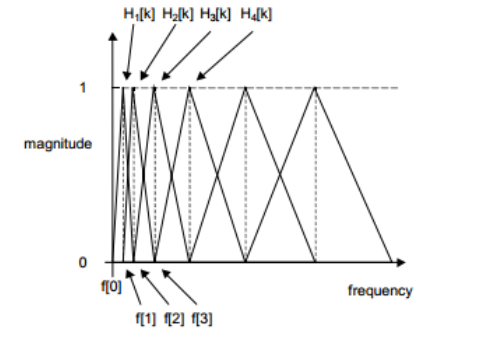 H₁[k] H₂[k] H₃[k] H₄[k]
1
magnitude
0
f[0]
frequency
f[1] f[2] f[3]